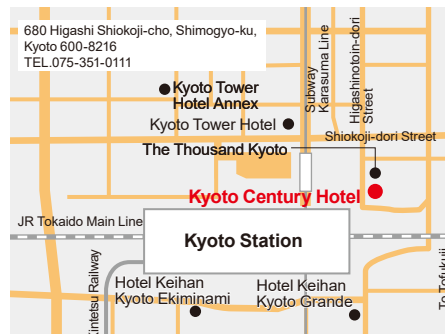 680 Higashi Shiokoji-cho, Shimogyo-ku,
Kyoto 600-8216
TEL.075-351-0111
Subway
Karasuma Line
Higashinotoin-dori
Street
Kyoto Tower
Hotel Annex
Kyoto Tower Hotel
Shiokoji-dori Street
The Thousand Kyoto
Kyoto Century Hotel
JR Tokaido Main Line
Kyoto Station
Kintetsu Railway
Hotel Keihan
Kyoto Ekiminami
Hotel Keihan
Kyoto Grande
To Tofukuji